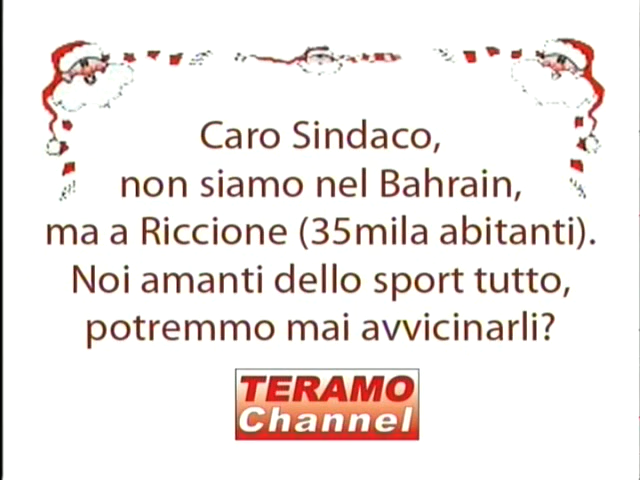 Caro Sindaco,
non siamo nel Bahrain,
ma a Riccione (35mila abitanti).
Noi amanti dello sport tutto,
potremmo mai avvicinarli?
TERAMO
Channel